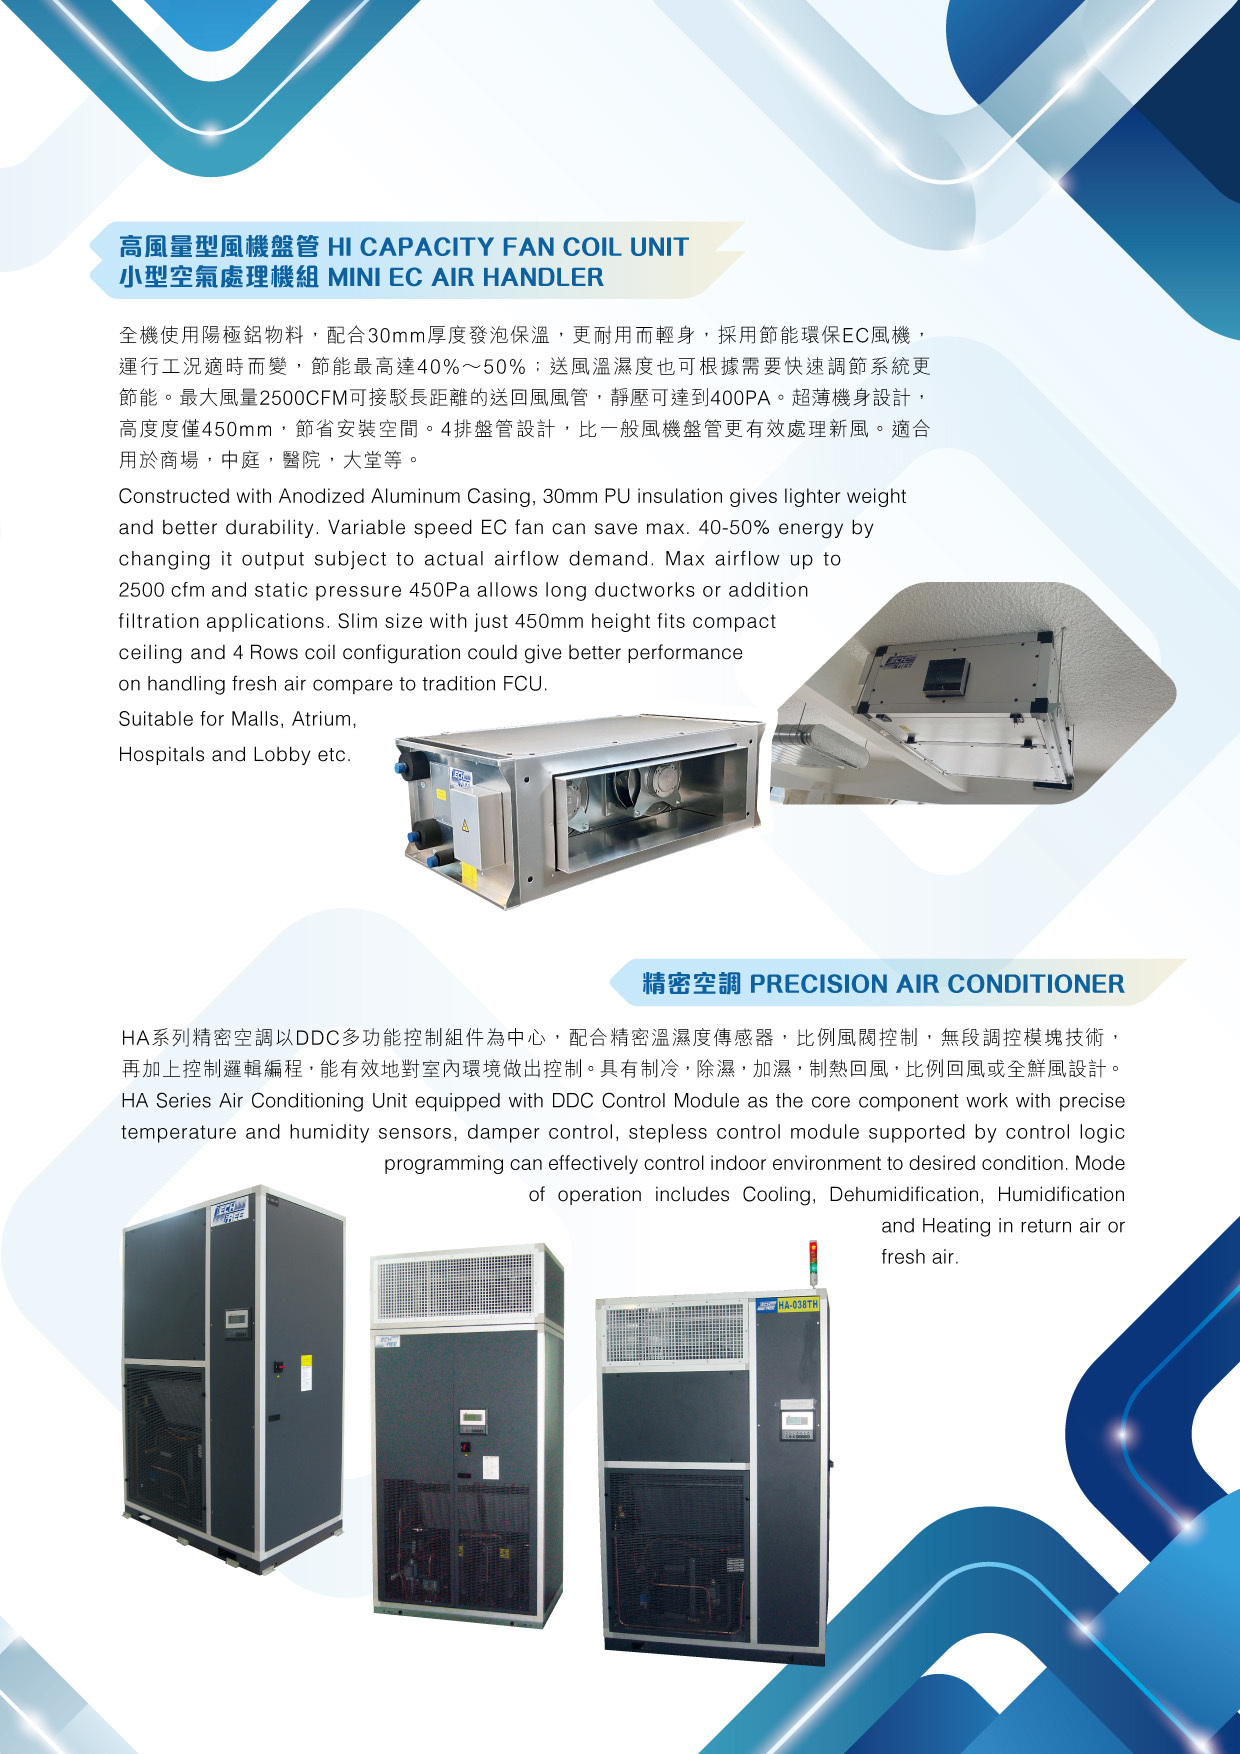 高風量型風機盤管 HI CAPACITY FAN COIL UNIT
小型空氣處理機組 MINI EC AIR HANDLER
全機使用陽極鋁物料，配合30mm厚度發泡保溫，更耐用而輕身，採用節能環保EC風機，
運行工況適時而變，節能最高達40%～50%；送風溫濕度也可根據需要快速調節系統更
節能。最大風量2500CFM可接駁長距離的送回風風管，靜壓可達到400PA。超薄機身設計，
高度度僅450mm，節省安裝空間。4排盤管設計，比一般風機盤管更有效處理新風。適合
用於商場，中庭，醫院，大堂等。
Constructed with Anodized Aluminum Casing, 30mm PU insulation gives lighter weight
and better durability. Variable speed EC fan can save max. 40-50% energy by
changing it output subject to actual airflow demand. Max airflow up to
2500 cfm and static pressure 450Pa allows long ductworks or addition
filtration applications. Slim size with just 450mm height fits compact
ceiling and 4 Rows coil configuration could give better performance
on handling fresh air compare to tradition FCU.
Suitable for Malls, Atrium,
Hospitals and Lobby etc.
精密空調 PRECISION AIR CONDITIONER
HA系列精密空調以DDC多功能控制組件為中心，配合精密溫濕度傳感器，比例風閥控制，無段調控模塊技術，
再加上控制邏輯編程，能有效地對室內環境做出控制。具有制冷，除濕，加濕，制熱回風，比例回風或全鮮風設計。
HA Series Air Conditioning Unit equipped with DDC Control Module as the core component work with precise
temperature and humidity sensors, damper control, stepless control module supported by control logic
programming can effectively control indoor environment to desired condition. Mode
of operation includes Cooling, Dehumidification, Humidification
and Heating in return air or
fresh air.
HA-038TH